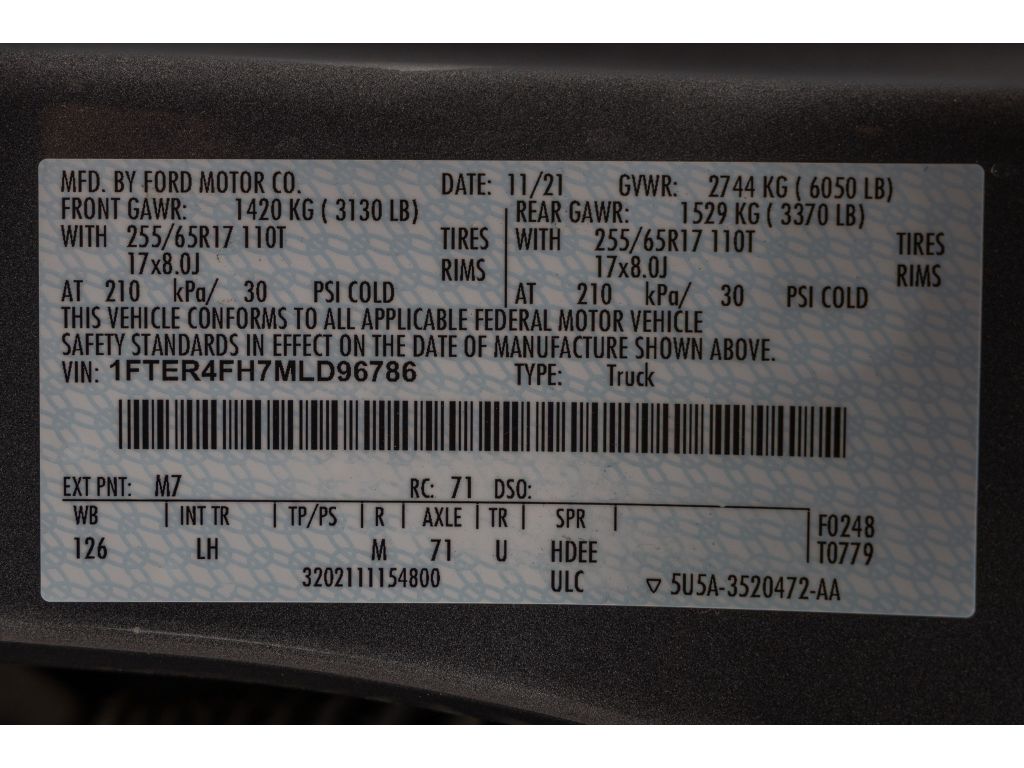 MFD. BY FORD MOTOR CO. DATE: 11/21 GVWR: 2744 KG ( 6050 LB)
FRONT GAWR: 1420 KG ( 3130 LB) REAR GAWR: 1529 KG ( 3370 LB)
WITH 255/65R17 110T TIRES WITH 255/65R17 110T TIRES
17x8.0J RIMS 17x8.0J RIMS
AT 210 kPa/ 30 PSI COLD AT 210 kPa/ 30 PSI COLD
THIS VEHICLE CONFORMS TO ALL APPLICABLE FEDERAL MOTOR VEHICLE
SAFETY STANDARDS IN EFFECT ON THE DATE OF MANUFACTURE SHOWN ABOVE.
VIN: 1FTER4FH7MLD96786 TYPE: Truck
EXT PNT: M7 RC: 71 DSO:
WB INT TR TP/PS R AXLE TR SPR F0248
126 LH M 71 U HDEE T0779
3202111154800 ULC ▽ 5U5A-3520472-AA